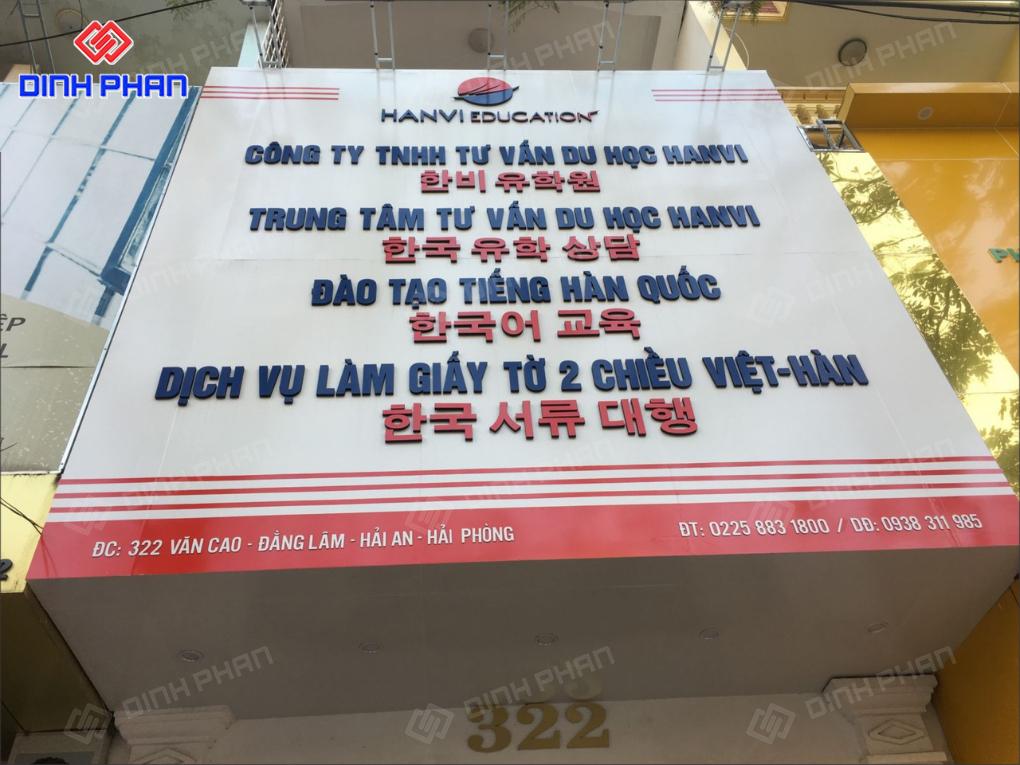 DINH PHAN
HANVI EDUCATION
CÔNG TY TNHH TƯ VẤN DU HỌC HANVI
한비 유학원
TRUNG TÂM TƯ VẤN DU HỌC HANVI
한국 유학 상담
ĐÀO TẠO TIẾNG HÀN QUỐC
한국어 교육
DỊCH VỤ LÀM GIẤY TỜ 2 CHIỀU VIỆT-HÀN
한국 서류 대행
ĐC: 322 VĂN CAO - ĐẰNG LÂM - HẢI AN - HẢI PHÒNG
ĐT: 0225 883 1800 / DĐ: 0938 311 985
322